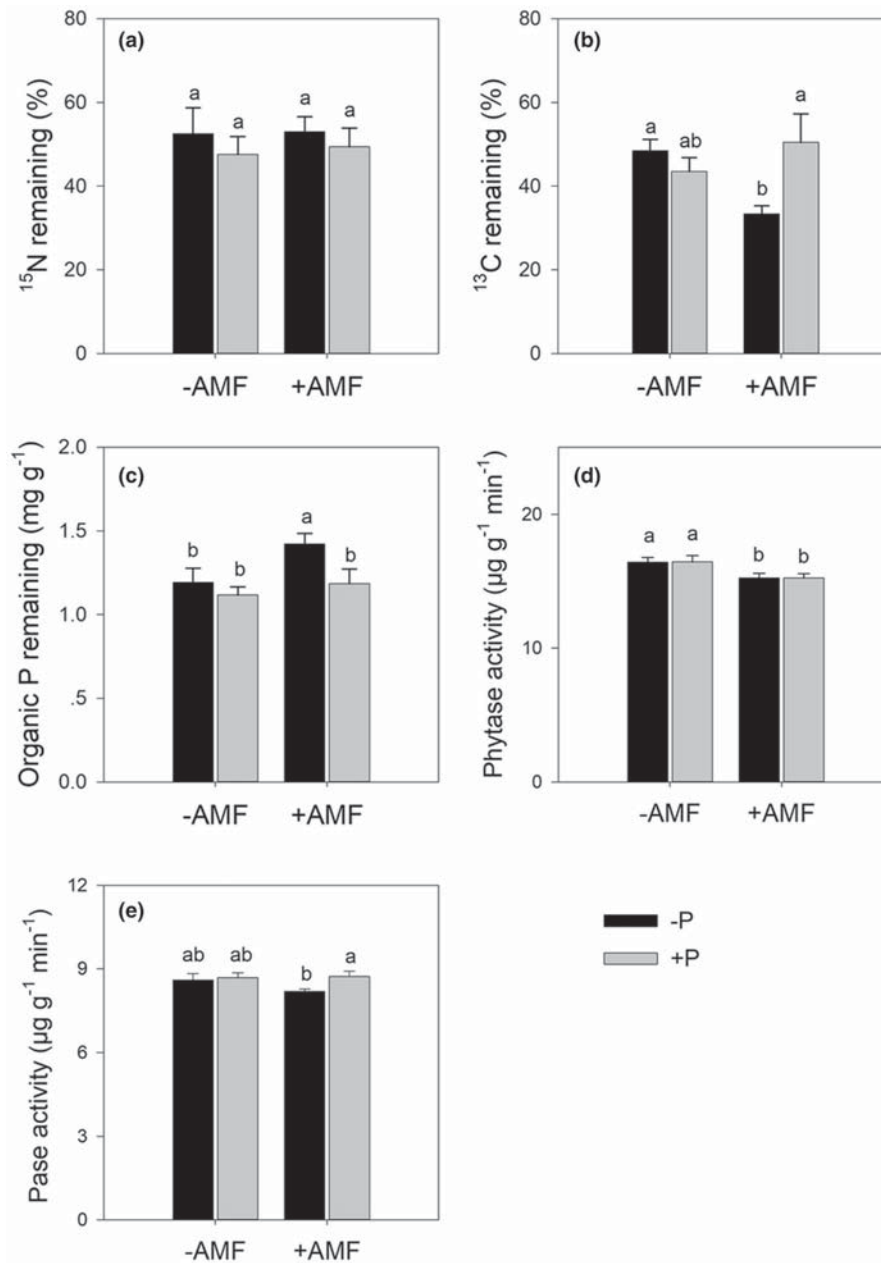 (a)
80
60
40
20
0
¹⁵N remaining (%)
a
a
a
a
-AMF
+AMF
(b)
80
60
40
20
0
¹³C remaining (%)
a
ab
b
a
-AMF
+AMF
(c)
2.0
1.5
1.0
.5
0.0
Organic P remaining (mg g⁻¹)
b
b
a
b
-AMF
+AMF
(d)
20
10
0
Phytase activity (µg g⁻¹ min⁻¹)
a
a
b
b
-AMF
+AMF
(e)
12
9
6
3
0
Pase activity (µg g⁻¹ min⁻¹)
ab
ab
b
a
-AMF
+AMF
-P
+P